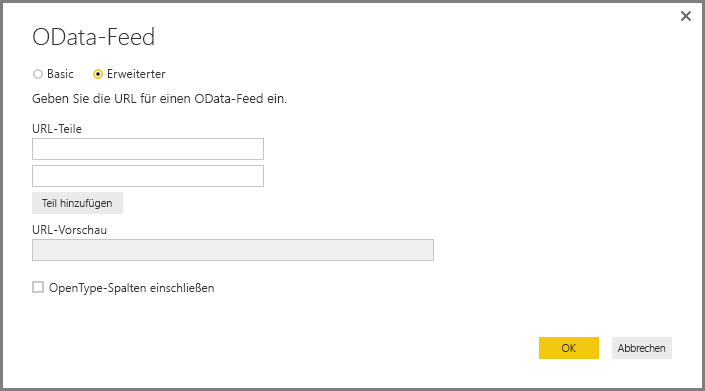 OData-Feed
Basic Erweiterter
Geben Sie die URL für einen OData-Feed ein.
URL-Teile
Teil hinzufügen
URL-Vorschau
OpenType-Spalten einschließen
OK Abbrechen